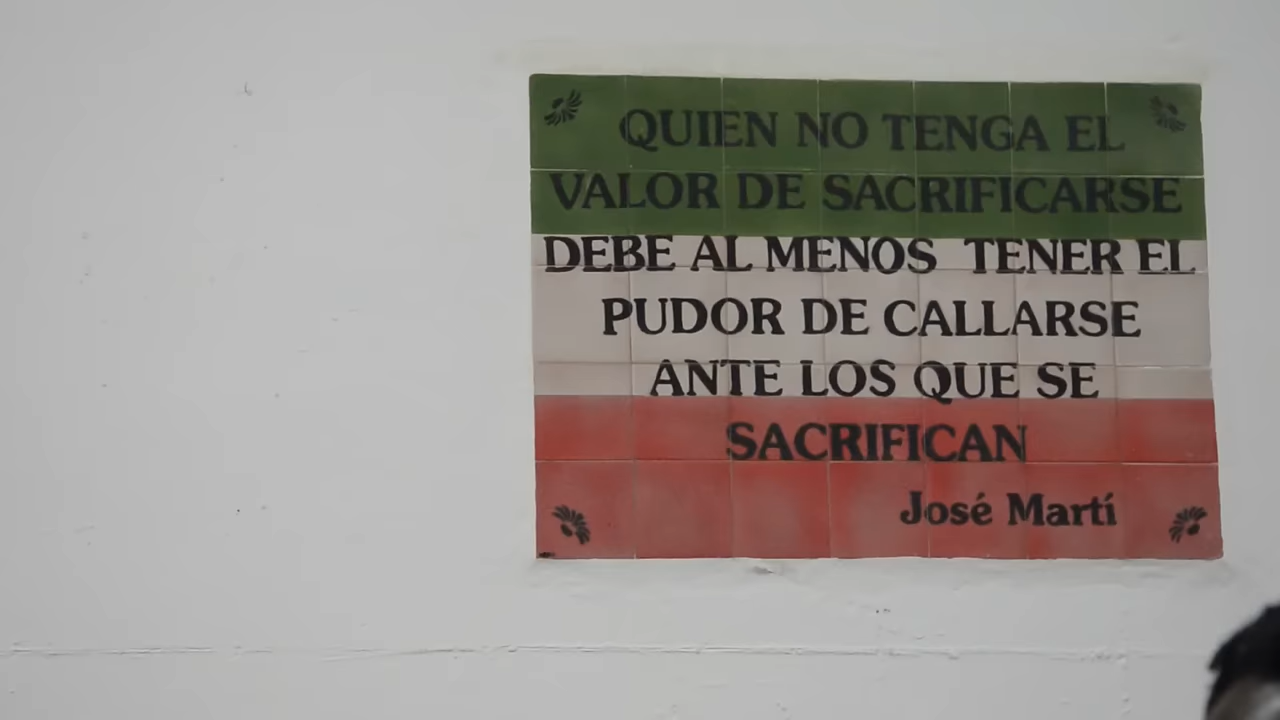 QUIEN NO TENGA EL
VALOR DE SACRIFICARSE
DEBE AL MENOS TENER EL
PUDOR DE CALLARSE
ANTE LOS QUE SE
SACRIFICAN
José Martí